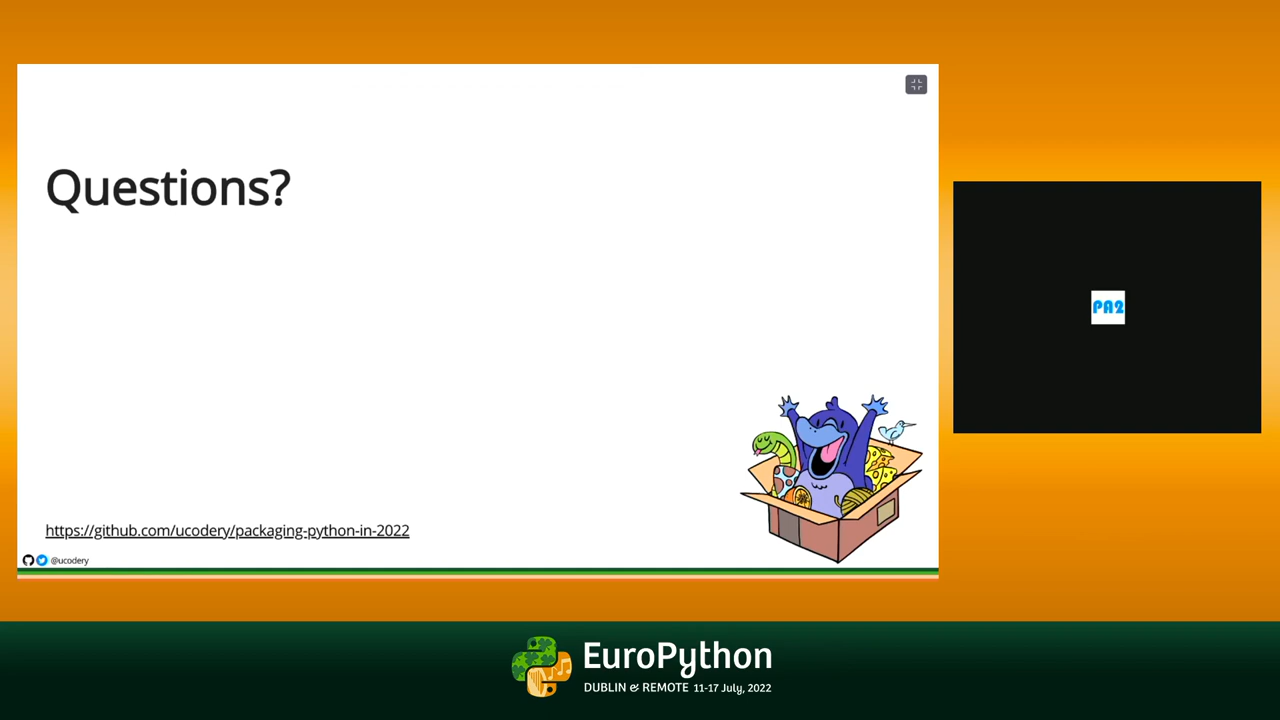 Questions?
https://github.com/ucodery/packaging-python-in-2022
@ucodery
PA2
EuroPython
DUBLIN & REMOTE 11-17 July, 2022